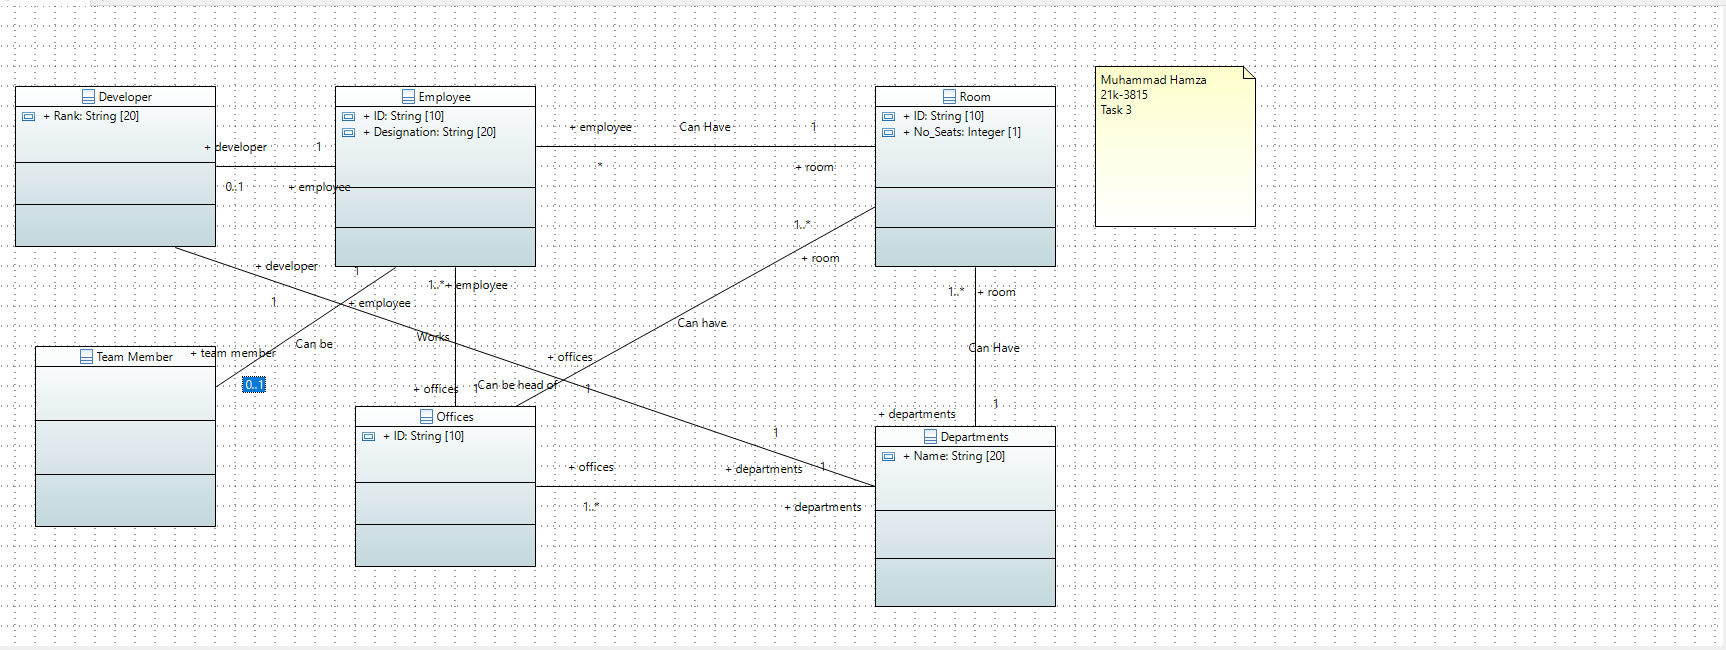 Developer
+ Rank: String [20]
Employee
+ ID: String [10]
+ Designation: String [20]
Room
+ ID: String [10]
+ No_Seats: Integer [1]
Muhammad Hamza
21k-3815
Task 3
+ developer
1
0..1
+ employee
+ employee
Can Have
1
*
+ room
+ developer
1
1
+ employee
Can be
+ team member
0..1
1..*
+ employee
Works
+ offices
1
1..*
+ room
Can have
+ offices
1
Can be head of
1..*
+ room
Can Have
1
+ departments
Team Member
Offices
+ ID: String [10]
Departments
+ Name: String [20]
1
+ departments
1
+ offices
1..*
+ departments